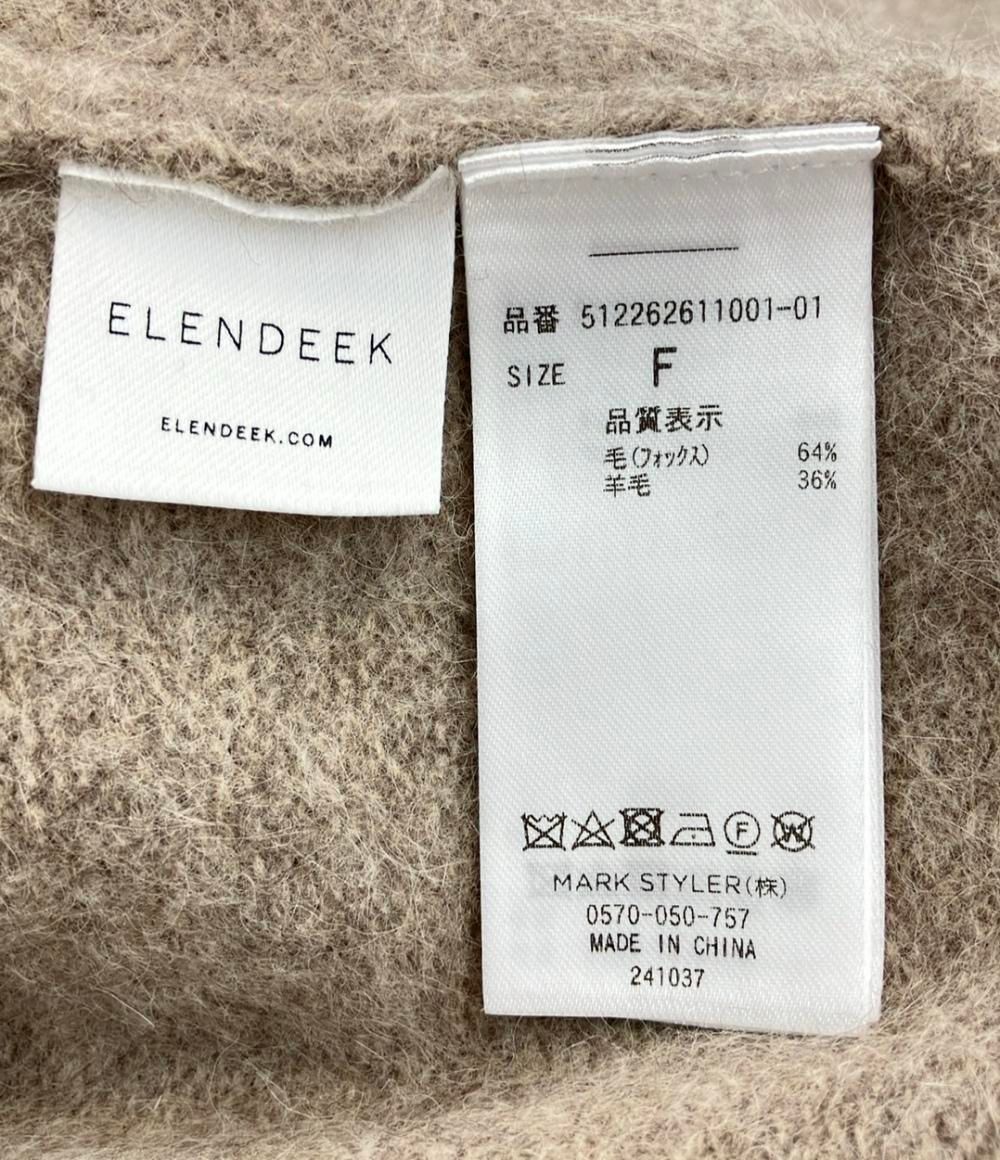 ELENDEEK
ELENDEEK.COM
品番 512262611001-01
SIZE F
品質表示
毛(フォックス) 64%
羊毛 36%
F W
MARK STYLER(株)
0570-050-757
MADE IN CHINA
241037